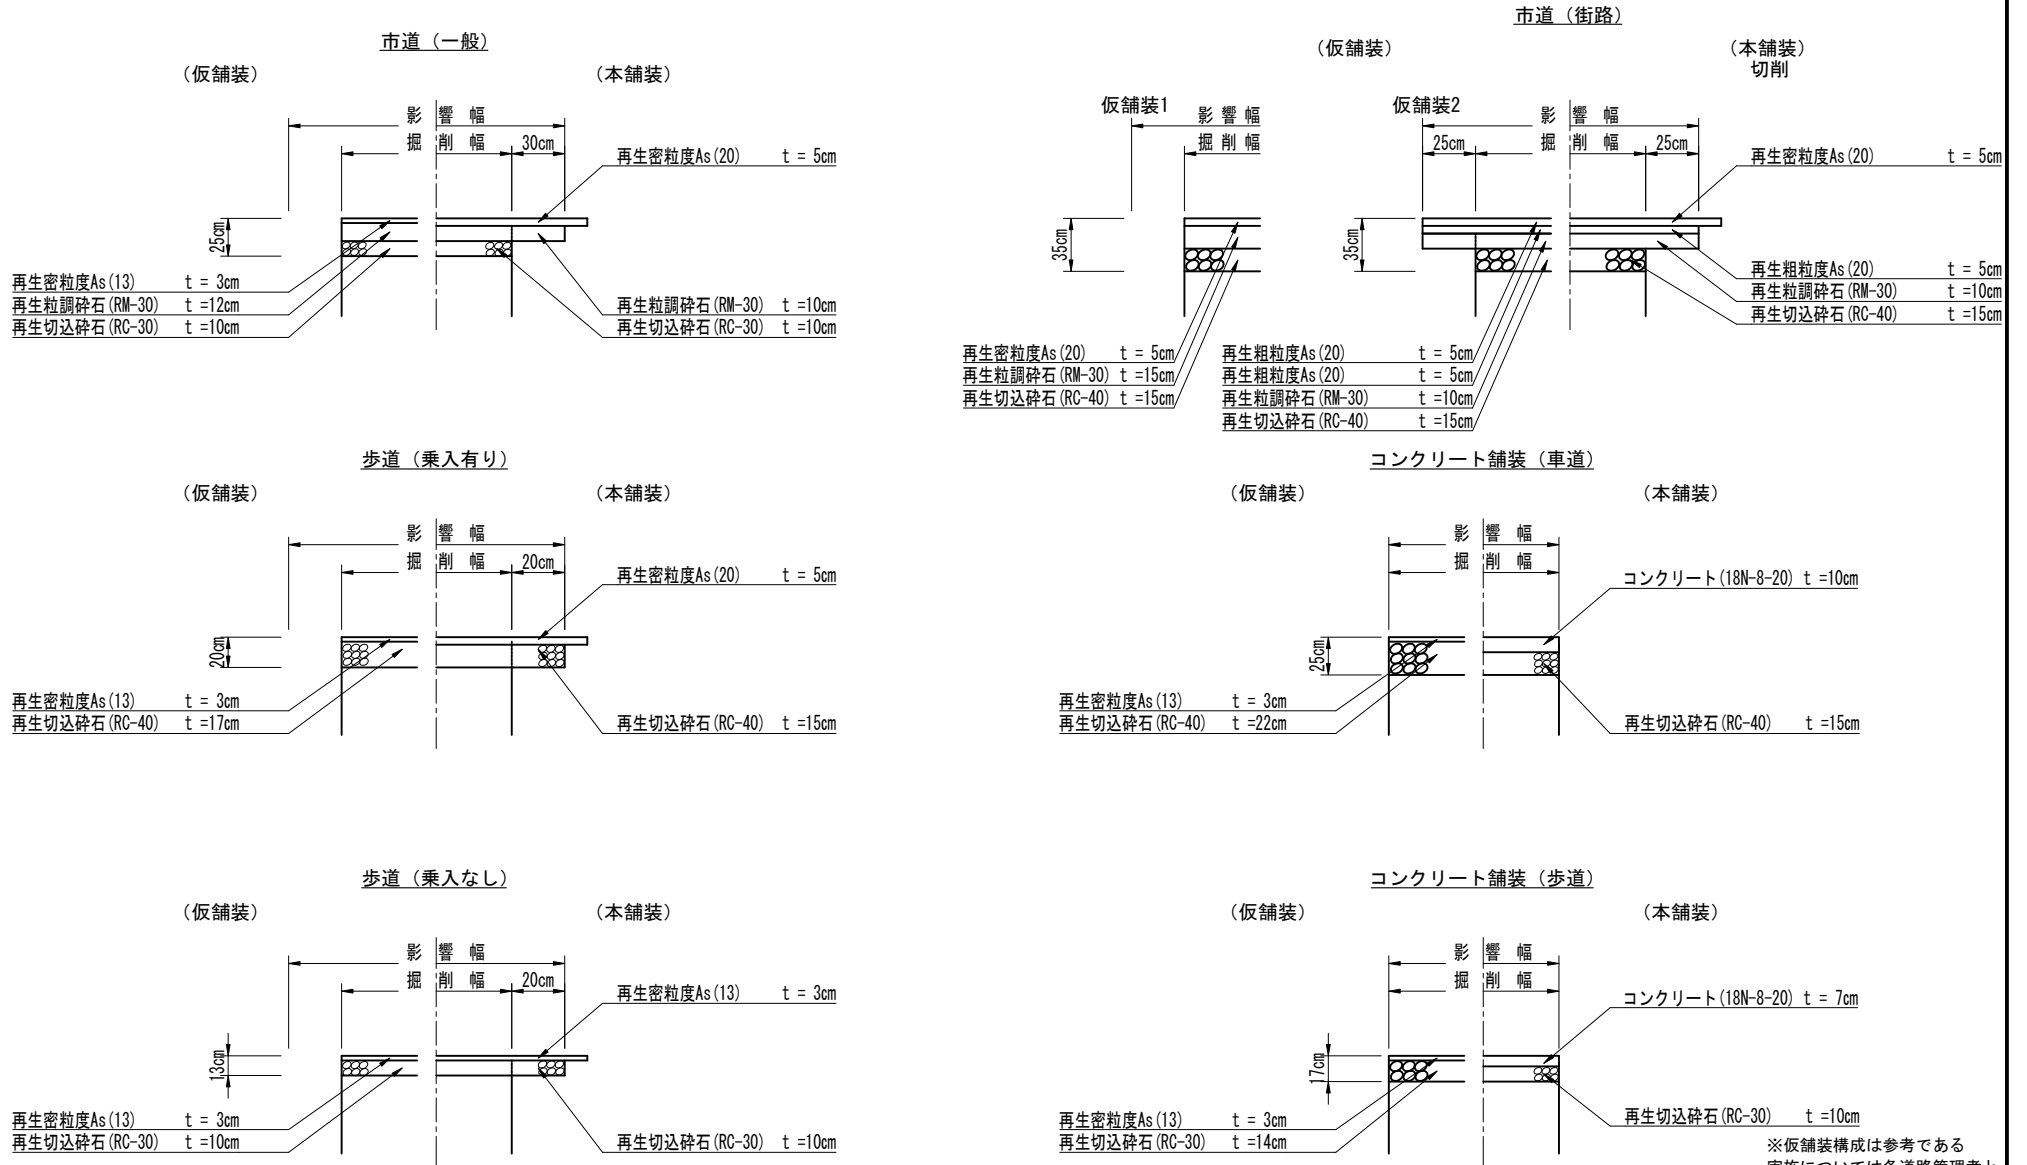 市道（一般）
（仮舗装）
（本舗装）
影響幅
掘削幅
30cm
再生密粒度As(20) t = 5cm
25cm
再生密粒度As(13) t = 3cm
再生粒調砕石(RM-30) t =12cm
再生切込砕石(RC-30) t =10cm
再生粒調砕石(RM-30) t =10cm
再生切込砕石(RC-30) t =10cm
市道（街路）
（仮舗装）
（本舗装）
切削
仮舗装1
影響幅
掘削幅
仮舗装2
影響幅
25cm
掘削幅
25cm
再生密粒度As(20) t = 5cm
35cm
35cm
再生粗粒度As(20) t = 5cm
再生粒調砕石(RM-30) t =10cm
再生切込砕石(RC-40) t =15cm
再生密粒度As(20) t = 5cm
再生粒調砕石(RM-30) t =15cm
再生切込砕石(RC-40) t =15cm
再生粗粒度As(20) t = 5cm
再生粗粒度As(20) t = 5cm
再生粒調砕石(RM-30) t =10cm
再生切込砕石(RC-40) t =15cm
歩道（乗入有り）
（仮舗装）
（本舗装）
影響幅
掘削幅
20cm
再生密粒度As(20) t = 5cm
20cm
再生密粒度As(13) t = 3cm
再生切込砕石(RC-40) t =17cm
再生切込砕石(RC-40) t =15cm
コンクリート舗装（車道）
（仮舗装）
（本舗装）
影響幅
掘削幅
コンクリート(18N-8-20) t =10cm
25cm
再生密粒度As(13) t = 3cm
再生切込砕石(RC-40) t =22cm
再生切込砕石(RC-40) t =15cm
歩道（乗入なし）
（仮舗装）
（本舗装）
影響幅
掘削幅
20cm
再生密粒度As(13) t = 3cm
13cm
再生密粒度As(13) t = 3cm
再生切込砕石(RC-30) t =10cm
再生切込砕石(RC-30) t =10cm
コンクリート舗装（歩道）
（仮舗装）
（本舗装）
影響幅
掘削幅
コンクリート(18N-8-20) t = 7cm
17cm
再生密粒度As(13) t = 3cm
再生切込砕石(RC-30) t =14cm
再生切込砕石(RC-30) t =10cm
※仮舗装構成は参考である